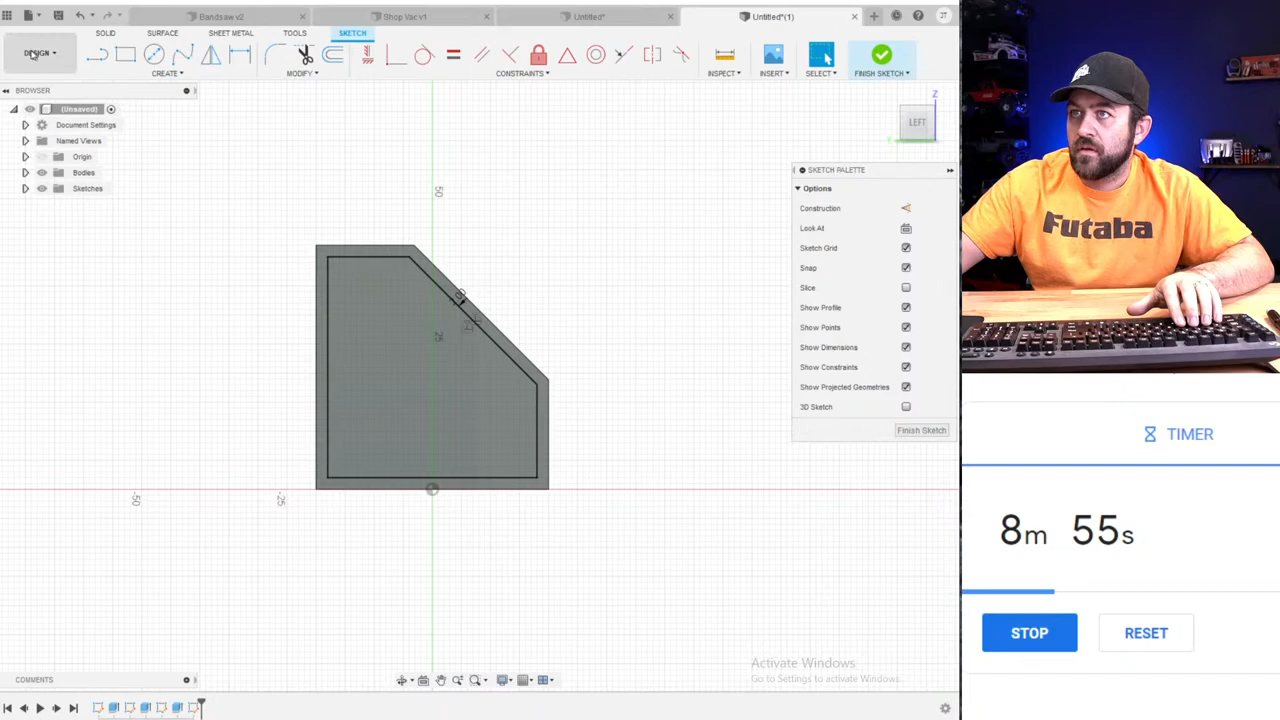 Bandsaw v2
Shop Vac v1
Untitled*
Untitled*(1)
JT
DESIGN
SOLID
SURFACE
SHEET METAL
TOOLS
SKETCH
CREATE
MODIFY
CONSTRAINTS
INSPECT
INSERT
SELECT
FINISH SKETCH
BROWSER
(Unsaved)
Document Settings
Named Views
Origin
Bodies
Sketches
Z
LEFT
Y
SKETCH PALETTE
Options
Construction
Look At
Sketch Grid
Snap
Slice
Show Profile
Show Points
Show Dimensions
Show Constraints
Show Projected Geometries
3D Sketch
Finish Sketch
50
25
-50
-25
Futaba
TIMER
8m 55s
STOP
RESET
Activate Windows
Go to Settings to activate Windows.
COMMENTS